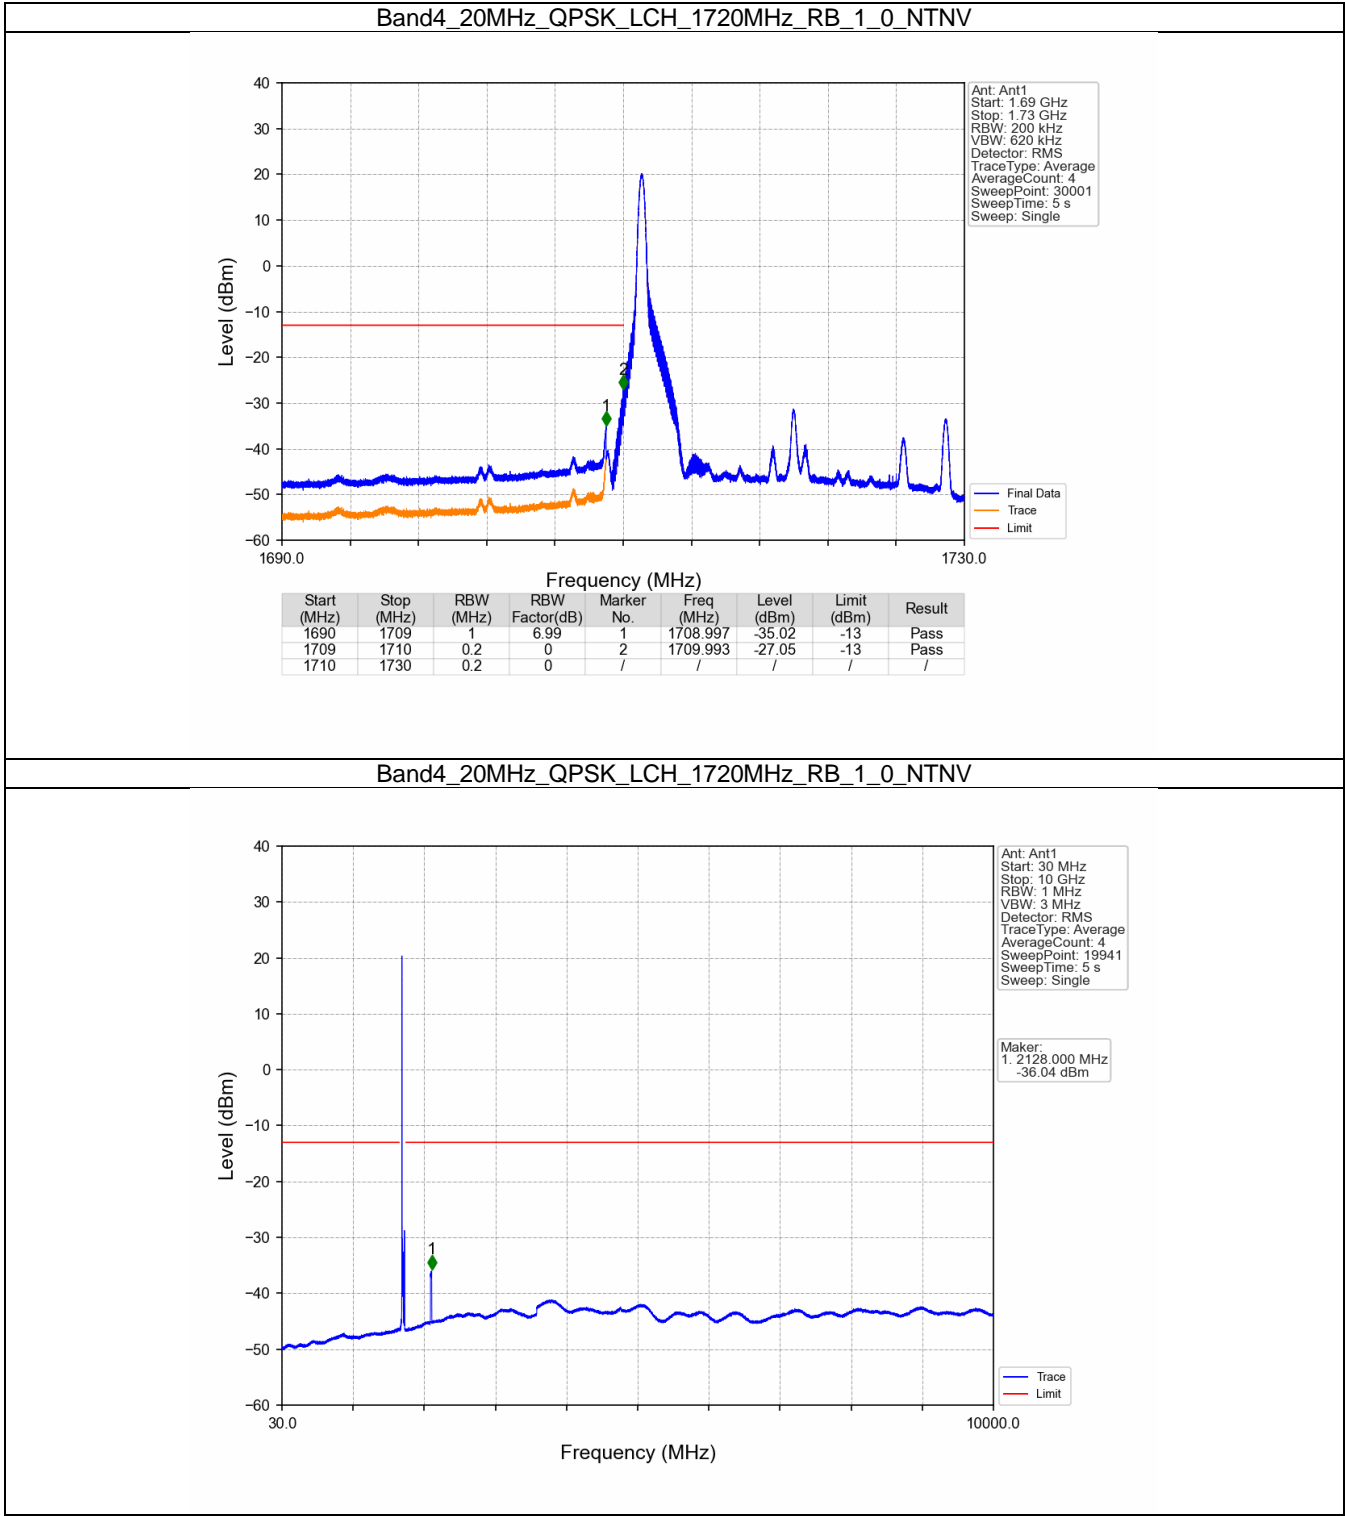 Band4_20MHz_QPSK_LCH_1720MHz_RB_1_0_NTNV
Ant: Ant1
Start: 1.69 GHz
Stop: 1.73 GHz
RBW: 200 kHz
VBW: 620 kHz
Detector: RMS
TraceType: Average
AverageCount: 4
SweepPoint: 30001
SweepTime: 5 s
Sweep: Single
40
30
20
10
0
−10
−20
−30
−40
−50
−60
Level (dBm)
1
2
Final Data
Trace
Limit
1690.0 1730.0
Frequency (MHz)
Start (MHz) Stop (MHz) RBW (MHz) RBW Factor(dB) Marker No. Freq (MHz) Level (dBm) Limit (dBm) Result
1690 1709 1 6.99 1 1708.997 -35.02 -13 Pass
1709 1710 0.2 0 2 1709.993 -27.05 -13 Pass
1710 1730 0.2 0 / / / / /
Band4_20MHz_QPSK_LCH_1720MHz_RB_1_0_NTNV
Ant: Ant1
Start: 30 MHz
Stop: 10 GHz
RBW: 1 MHz
VBW: 3 MHz
Detector: RMS
TraceType: Average
AverageCount: 4
SweepPoint: 19941
SweepTime: 5 s
Sweep: Single
Maker:
1. 2128.000 MHz
-36.04 dBm
40
30
20
10
0
−10
−20
−30
−40
−50
−60
Level (dBm)
1
Trace
Limit
30.0 10000.0
Frequency (MHz)